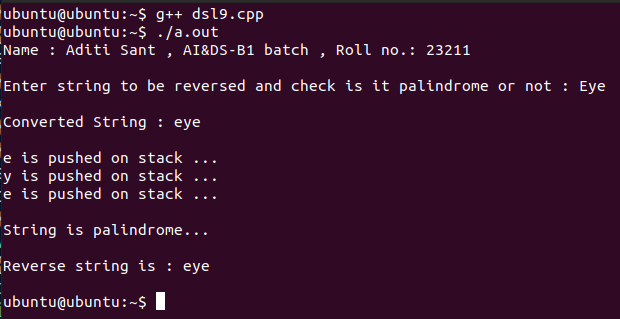 ubuntu@ubuntu:~$ g++ dsl9.cpp
ubuntu@ubuntu:~$ ./a.out
Name : Aditi Sant , AI&DS-B1 batch , Roll no.: 23211
Enter string to be reversed and check is it palindrome or not : Eye
Converted String : eye
e is pushed on stack ...
y is pushed on stack ...
e is pushed on stack ...
String is palindrome...
Reverse string is : eye
ubuntu@ubuntu:~$